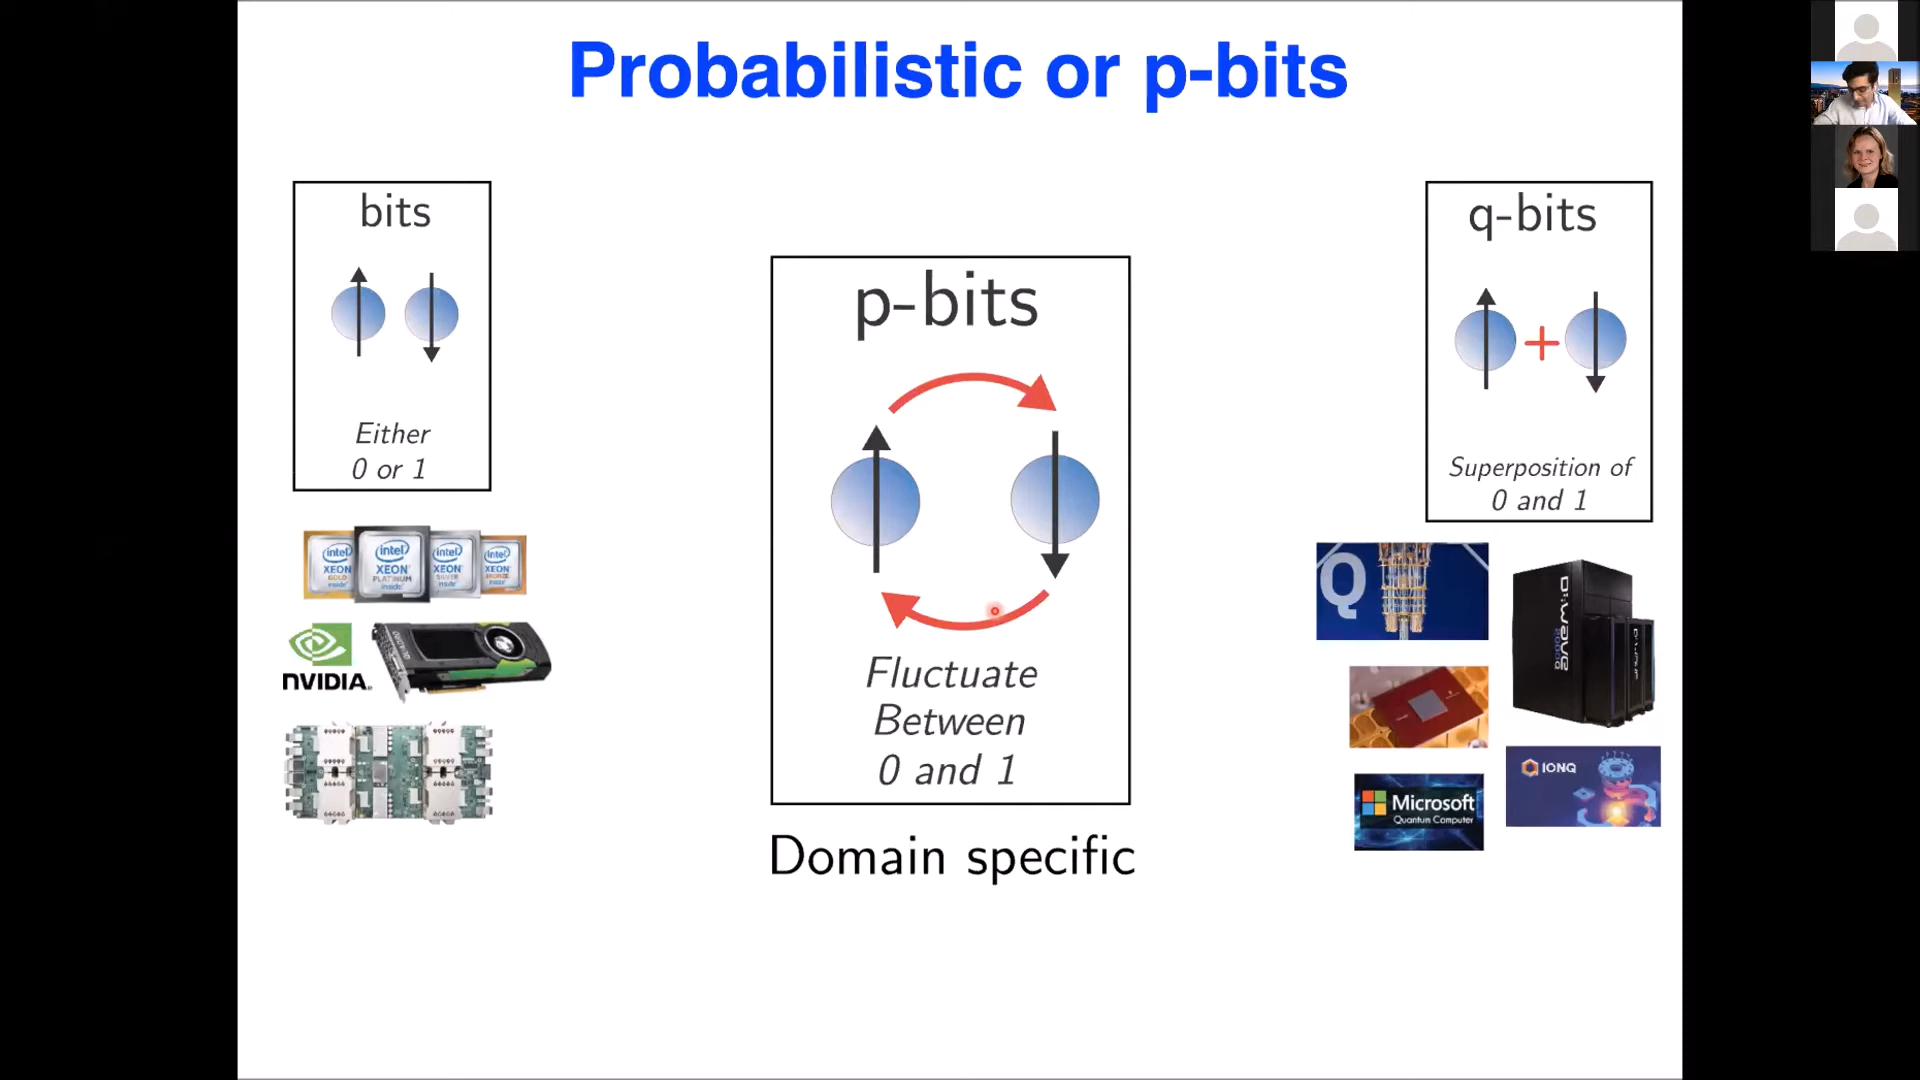 Probabilistic or p-bits
bits
Either
0 or 1
intel
XEON
GOLD
inside
intel
XEON
PLATINUM
inside
intel
XEON
SILVER
inside
intel
XEON
BRONZE
inside
NVIDIA
QUADRO
p-bits
Fluctuate
Between
0 and 1
Domain specific
q-bits
Superposition of
0 and 1
Q
D:Wave
2000Q
IONQ
Microsoft
Quantum Computer